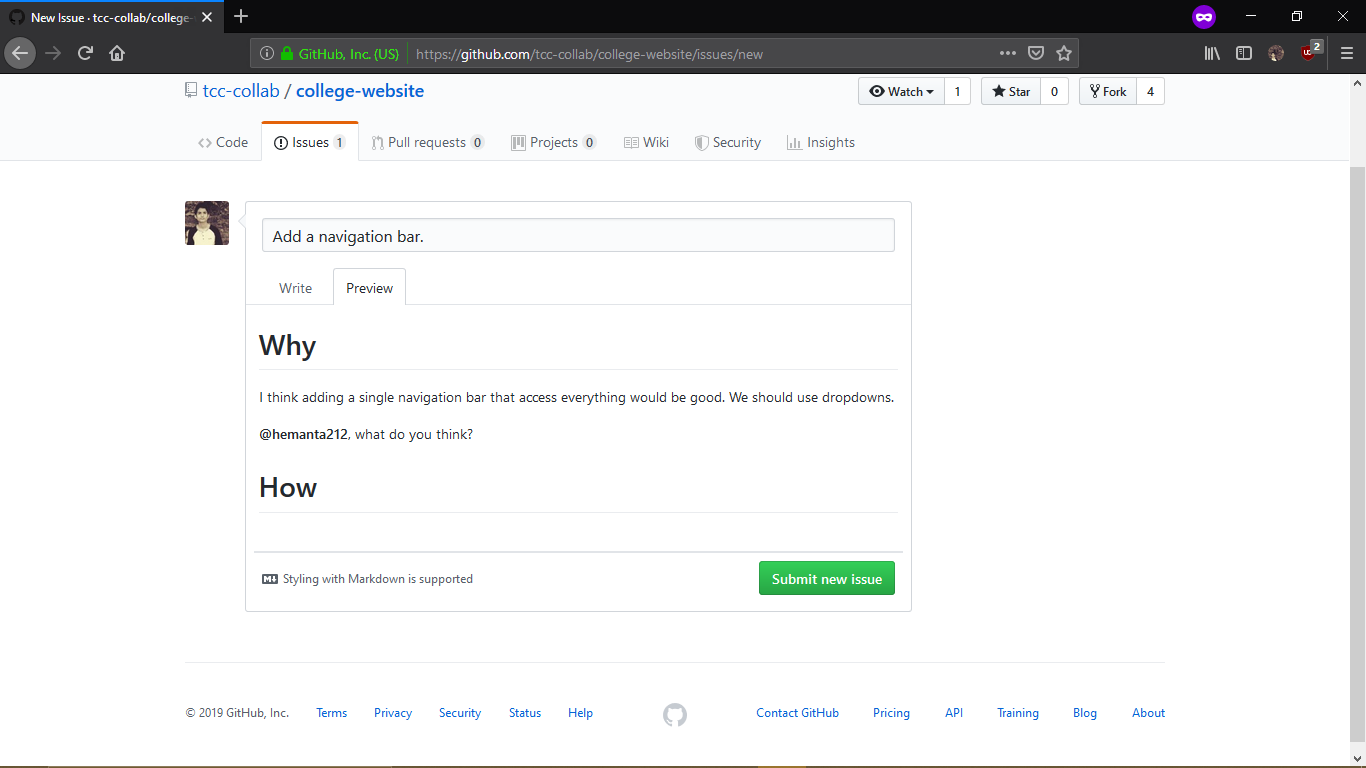 New Issue · tcc-collab/college-
GitHub, Inc. (US) https://github.com/tcc-collab/college-website/issues/new
2
tcc-collab / college-website
Watch 1 Star 0 Fork 4
Code Issues 1 Pull requests 0 Projects 0 Wiki Security Insights
Add a navigation bar.
Write Preview
Why
I think adding a single navigation bar that access everything would be good. We should use dropdowns.
@hemanta212, what do you think?
How
Styling with Markdown is supported
Submit new issue
© 2019 GitHub, Inc. Terms Privacy Security Status Help Contact GitHub Pricing API Training Blog About